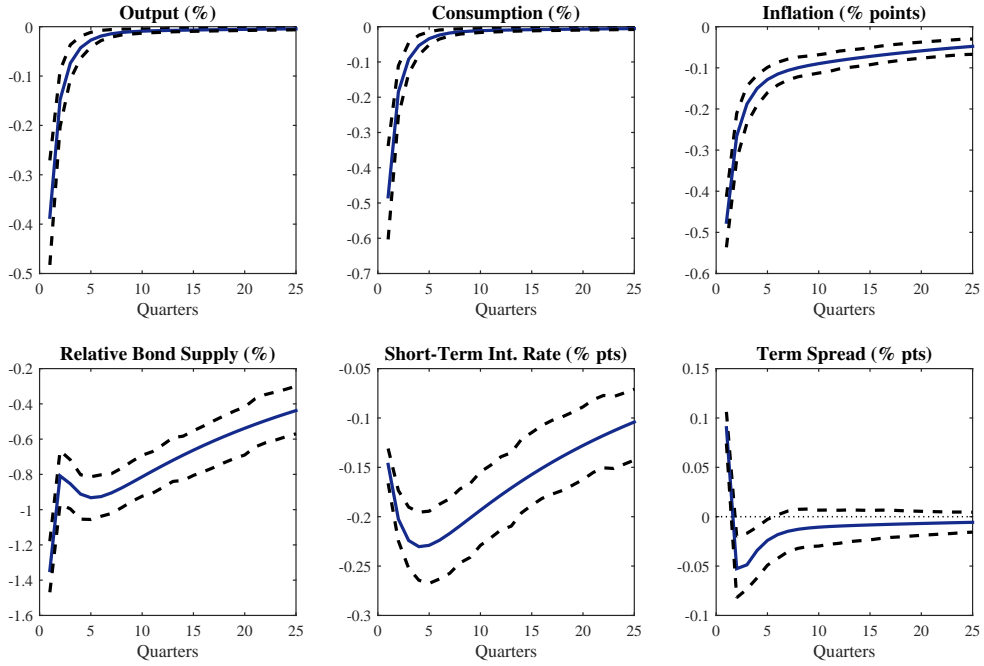 Output (%)
0
-0.1
-0.2
-0.3
-0.4
-0.5
0 5 10 15 20 25
Quarters
Consumption (%)
0
-0.1
-0.2
-0.3
-0.4
-0.5
-0.6
-0.7
0 5 10 15 20 25
Quarters
Inflation (% points)
0
-0.1
-0.2
-0.3
-0.4
-0.5
-0.6
0 5 10 15 20 25
Quarters
Relative Bond Supply (%)
-0.2
-0.4
-0.6
-0.8
-1
-1.2
-1.4
-1.6
0 5 10 15 20 25
Quarters
Short-Term Int. Rate (% pts)
-0.05
-0.1
-0.15
-0.2
-0.25
-0.3
0 5 10 15 20 25
Quarters
Term Spread (% pts)
0.15
0.1
0.05
0
-0.05
-0.1
0 5 10 15 20 25
Quarters